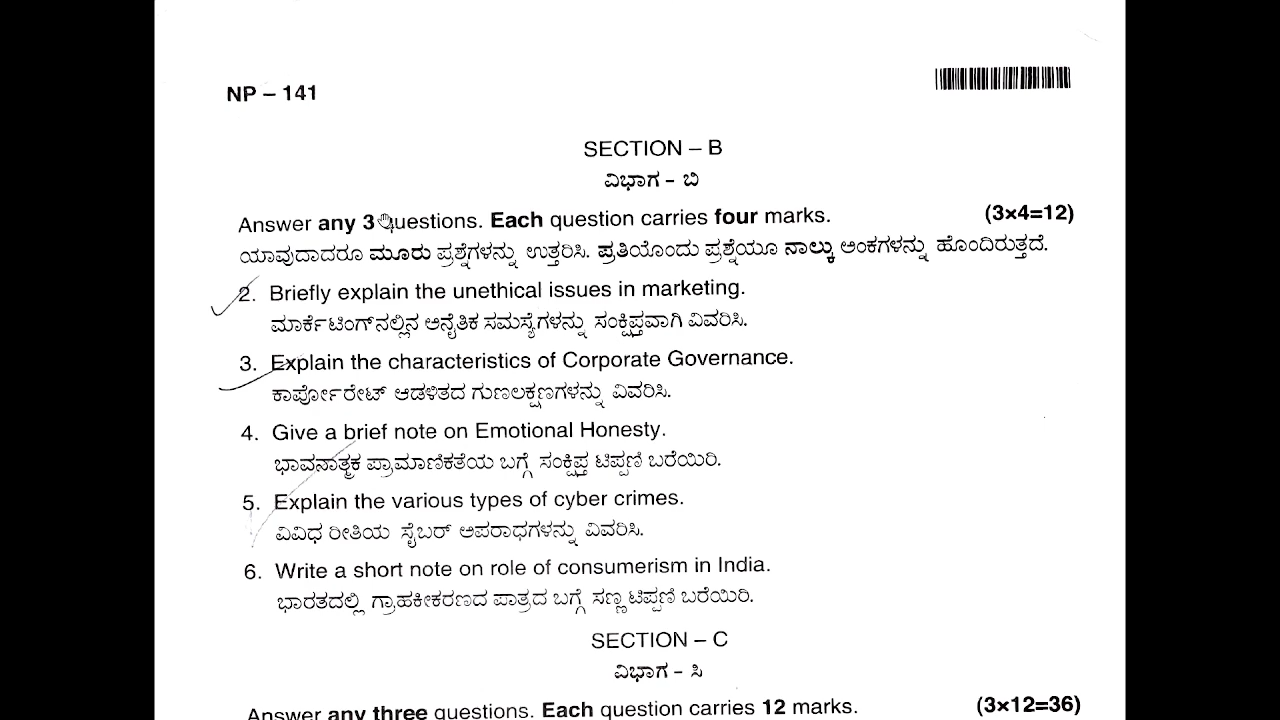 NP – 141
SECTION – B
ವಿಭಾಗ – ಬಿ
Answer any 3 Questions. Each question carries four marks. (3×4=12)
ಯಾವುದಾದರೂ ಮೂರು ಪ್ರಶ್ನೆಗಳನ್ನು ಉತ್ತರಿಸಿ. ಪ್ರತಿಯೊಂದು ಪ್ರಶ್ನೆಯೂ ನಾಲ್ಕು ಅಂಕಗಳನ್ನು ಹೊಂದಿರುತ್ತದೆ.
2. Briefly explain the unethical issues in marketing.
ಮಾರ್ಕೆಟಿಂಗ್‌ನಲ್ಲಿನ ಅನೈತಿಕ ಸಮಸ್ಯೆಗಳನ್ನು ಸಂಕ್ಷಿಪ್ತವಾಗಿ ವಿವರಿಸಿ.
3. Explain the characteristics of Corporate Governance.
ಕಾರ್ಪೋರೇಟ್ ಆಡಳಿತದ ಗುಣಲಕ್ಷಣಗಳನ್ನು ವಿವರಿಸಿ.
4. Give a brief note on Emotional Honesty.
ಭಾವನಾತ್ಮಕ ಪ್ರಾಮಾಣಿಕತೆಯ ಬಗ್ಗೆ ಸಂಕ್ಷಿಪ್ತ ಟಿಪ್ಪಣಿ ಬರೆಯಿರಿ.
5. Explain the various types of cyber crimes.
ವಿವಿಧ ರೀತಿಯ ಸೈಬರ್ ಅಪರಾಧಗಳನ್ನು ವಿವರಿಸಿ.
6. Write a short note on role of consumerism in India.
ಭಾರತದಲ್ಲಿ ಗ್ರಾಹಕೀಕರಣದ ಪಾತ್ರದ ಬಗ್ಗೆ ಸಣ್ಣ ಟಿಪ್ಪಣಿ ಬರೆಯಿರಿ.
SECTION – C
ವಿಭಾಗ – ಸಿ
Answer any three questions. Each question carries 12 marks. (3×12=36)